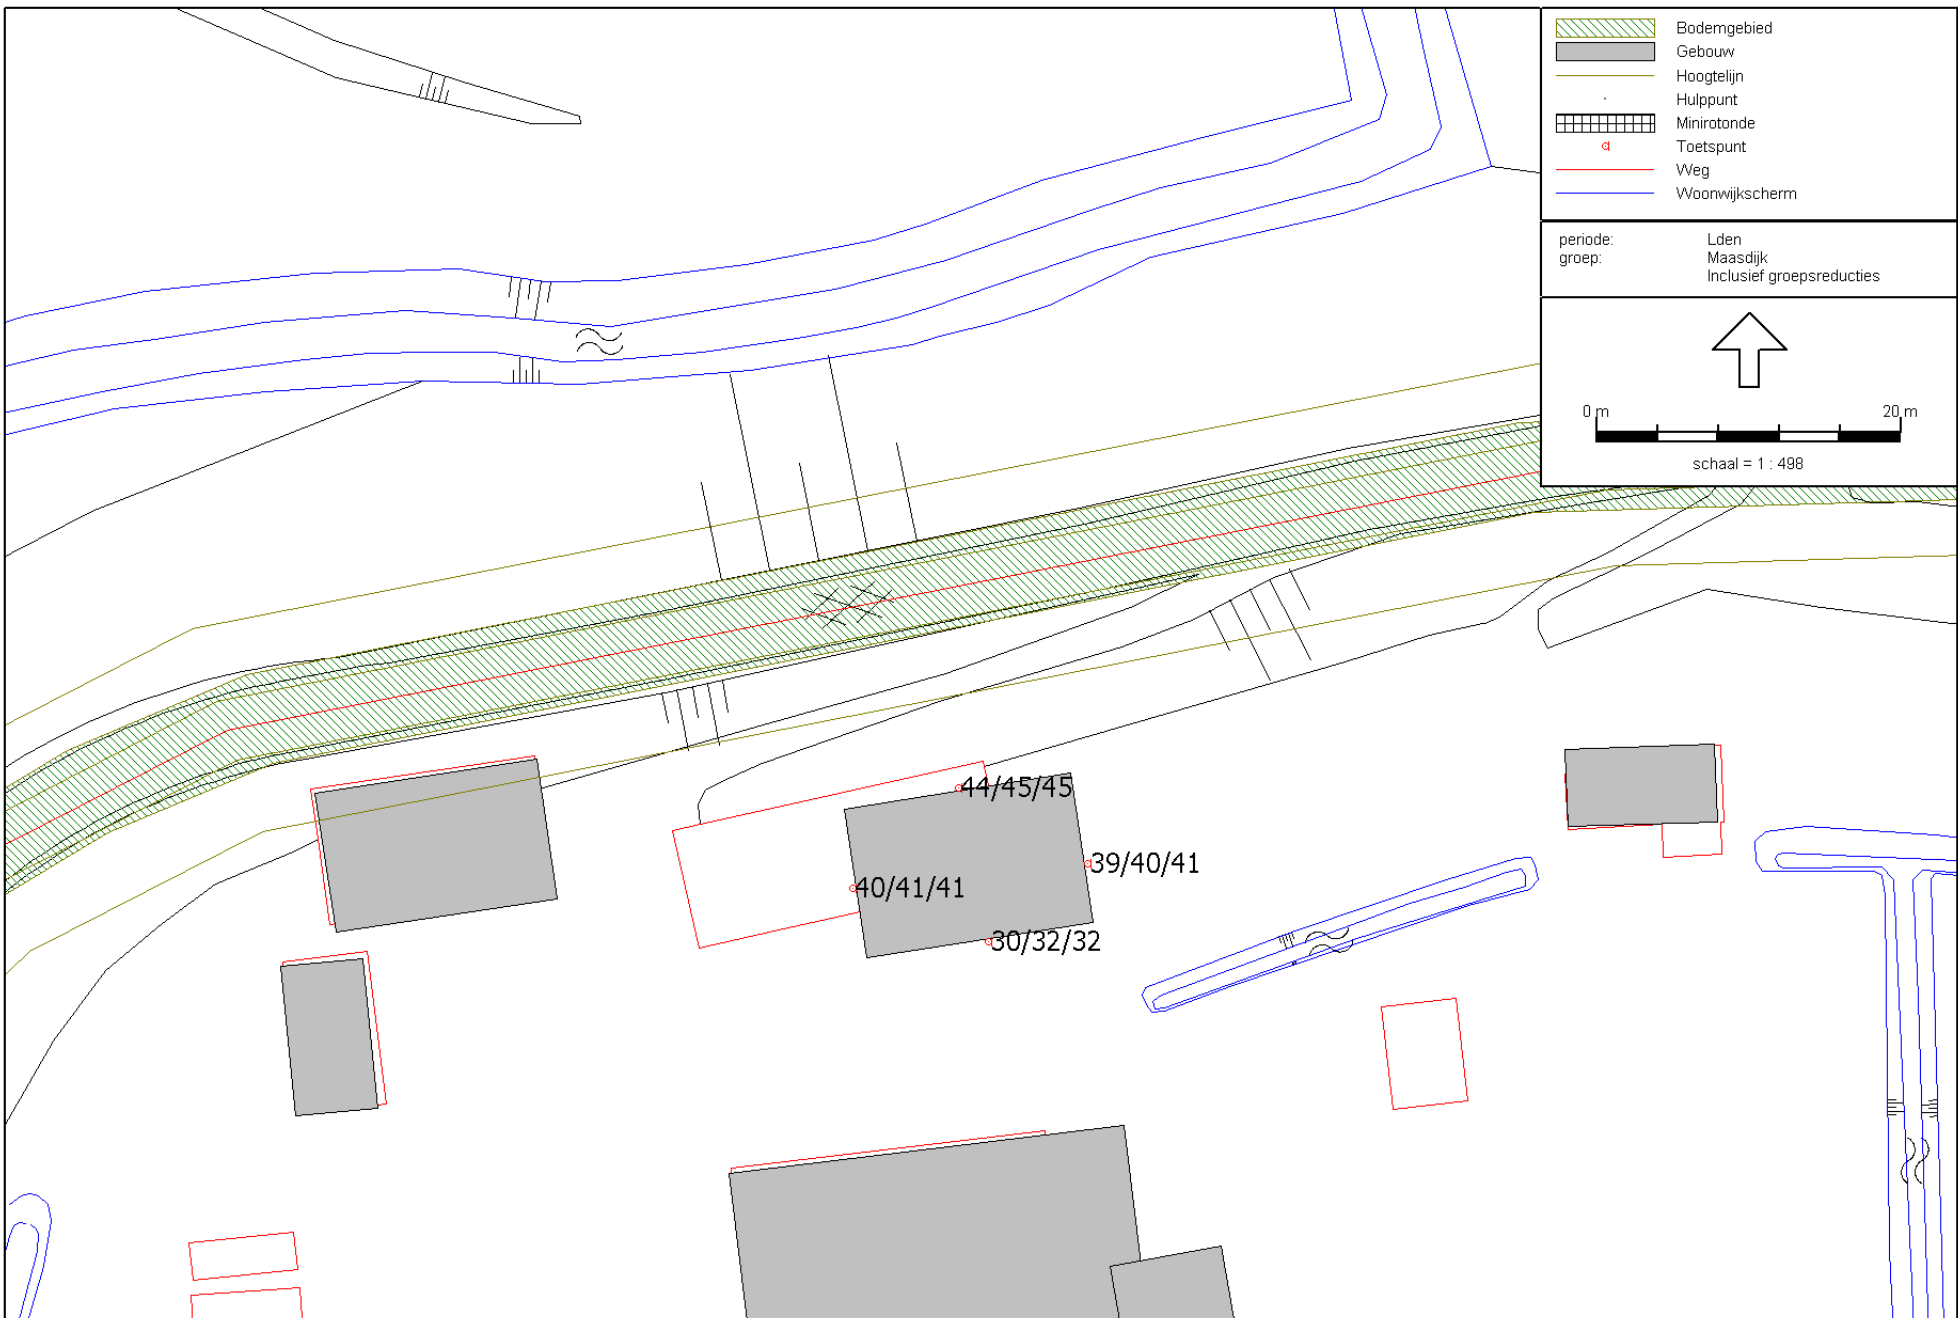 Bodemgebied
Gebouw
Hoogtelijn
Hulppunt
Minirotonde
Toetspunt
Weg
Woonwijkscherm
periode: Lden
groep: Maasdijk
Inclusief groepsreducties
0 m 20 m
schaal = 1 : 498
44/45/45
39/40/41
40/41/41
30/32/32